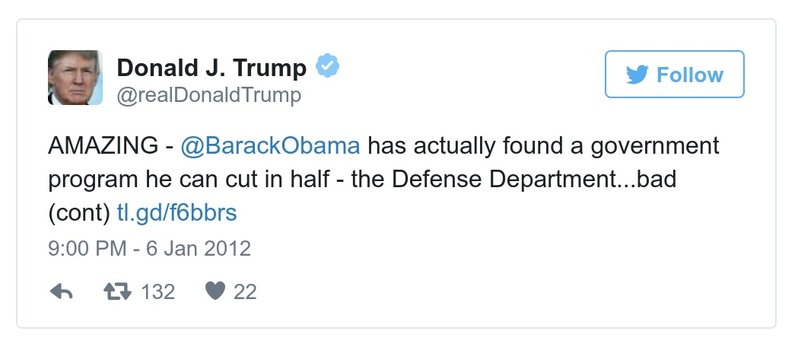 Donald J. Trump
@realDonaldTrump
Follow
AMAZING - @BarackObama has actually found a government
program he can cut in half - the Defense Department...bad
(cont) tl.gd/f6bbrs
9:00 PM - 6 Jan 2012
132 22